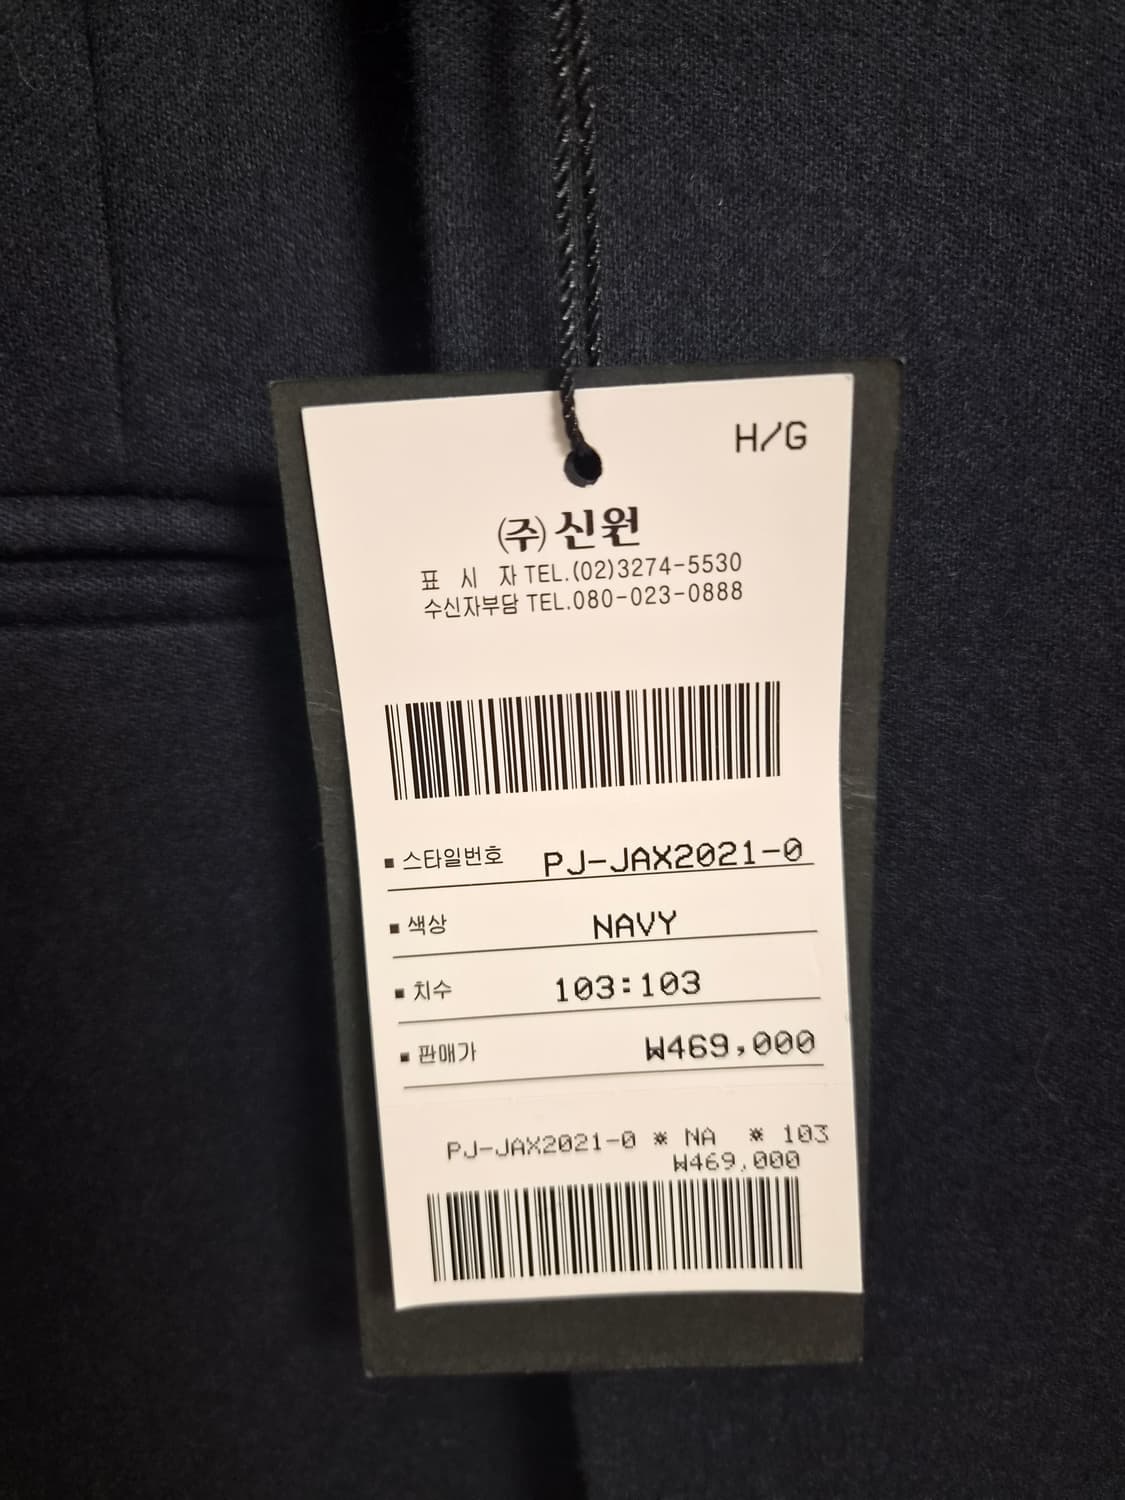 H/G
㈜신원
표 시 자 TEL.(02)3274-5530
수신자부담 TEL.080-023-0888
▪ 스타일번호 PJ-JAX2021-0
▪ 색상 NAVY
▪ 치수 103:103
▪ 판매가 ₩469,000
PJ-JAX2021-0 * NA * 103
₩469,000